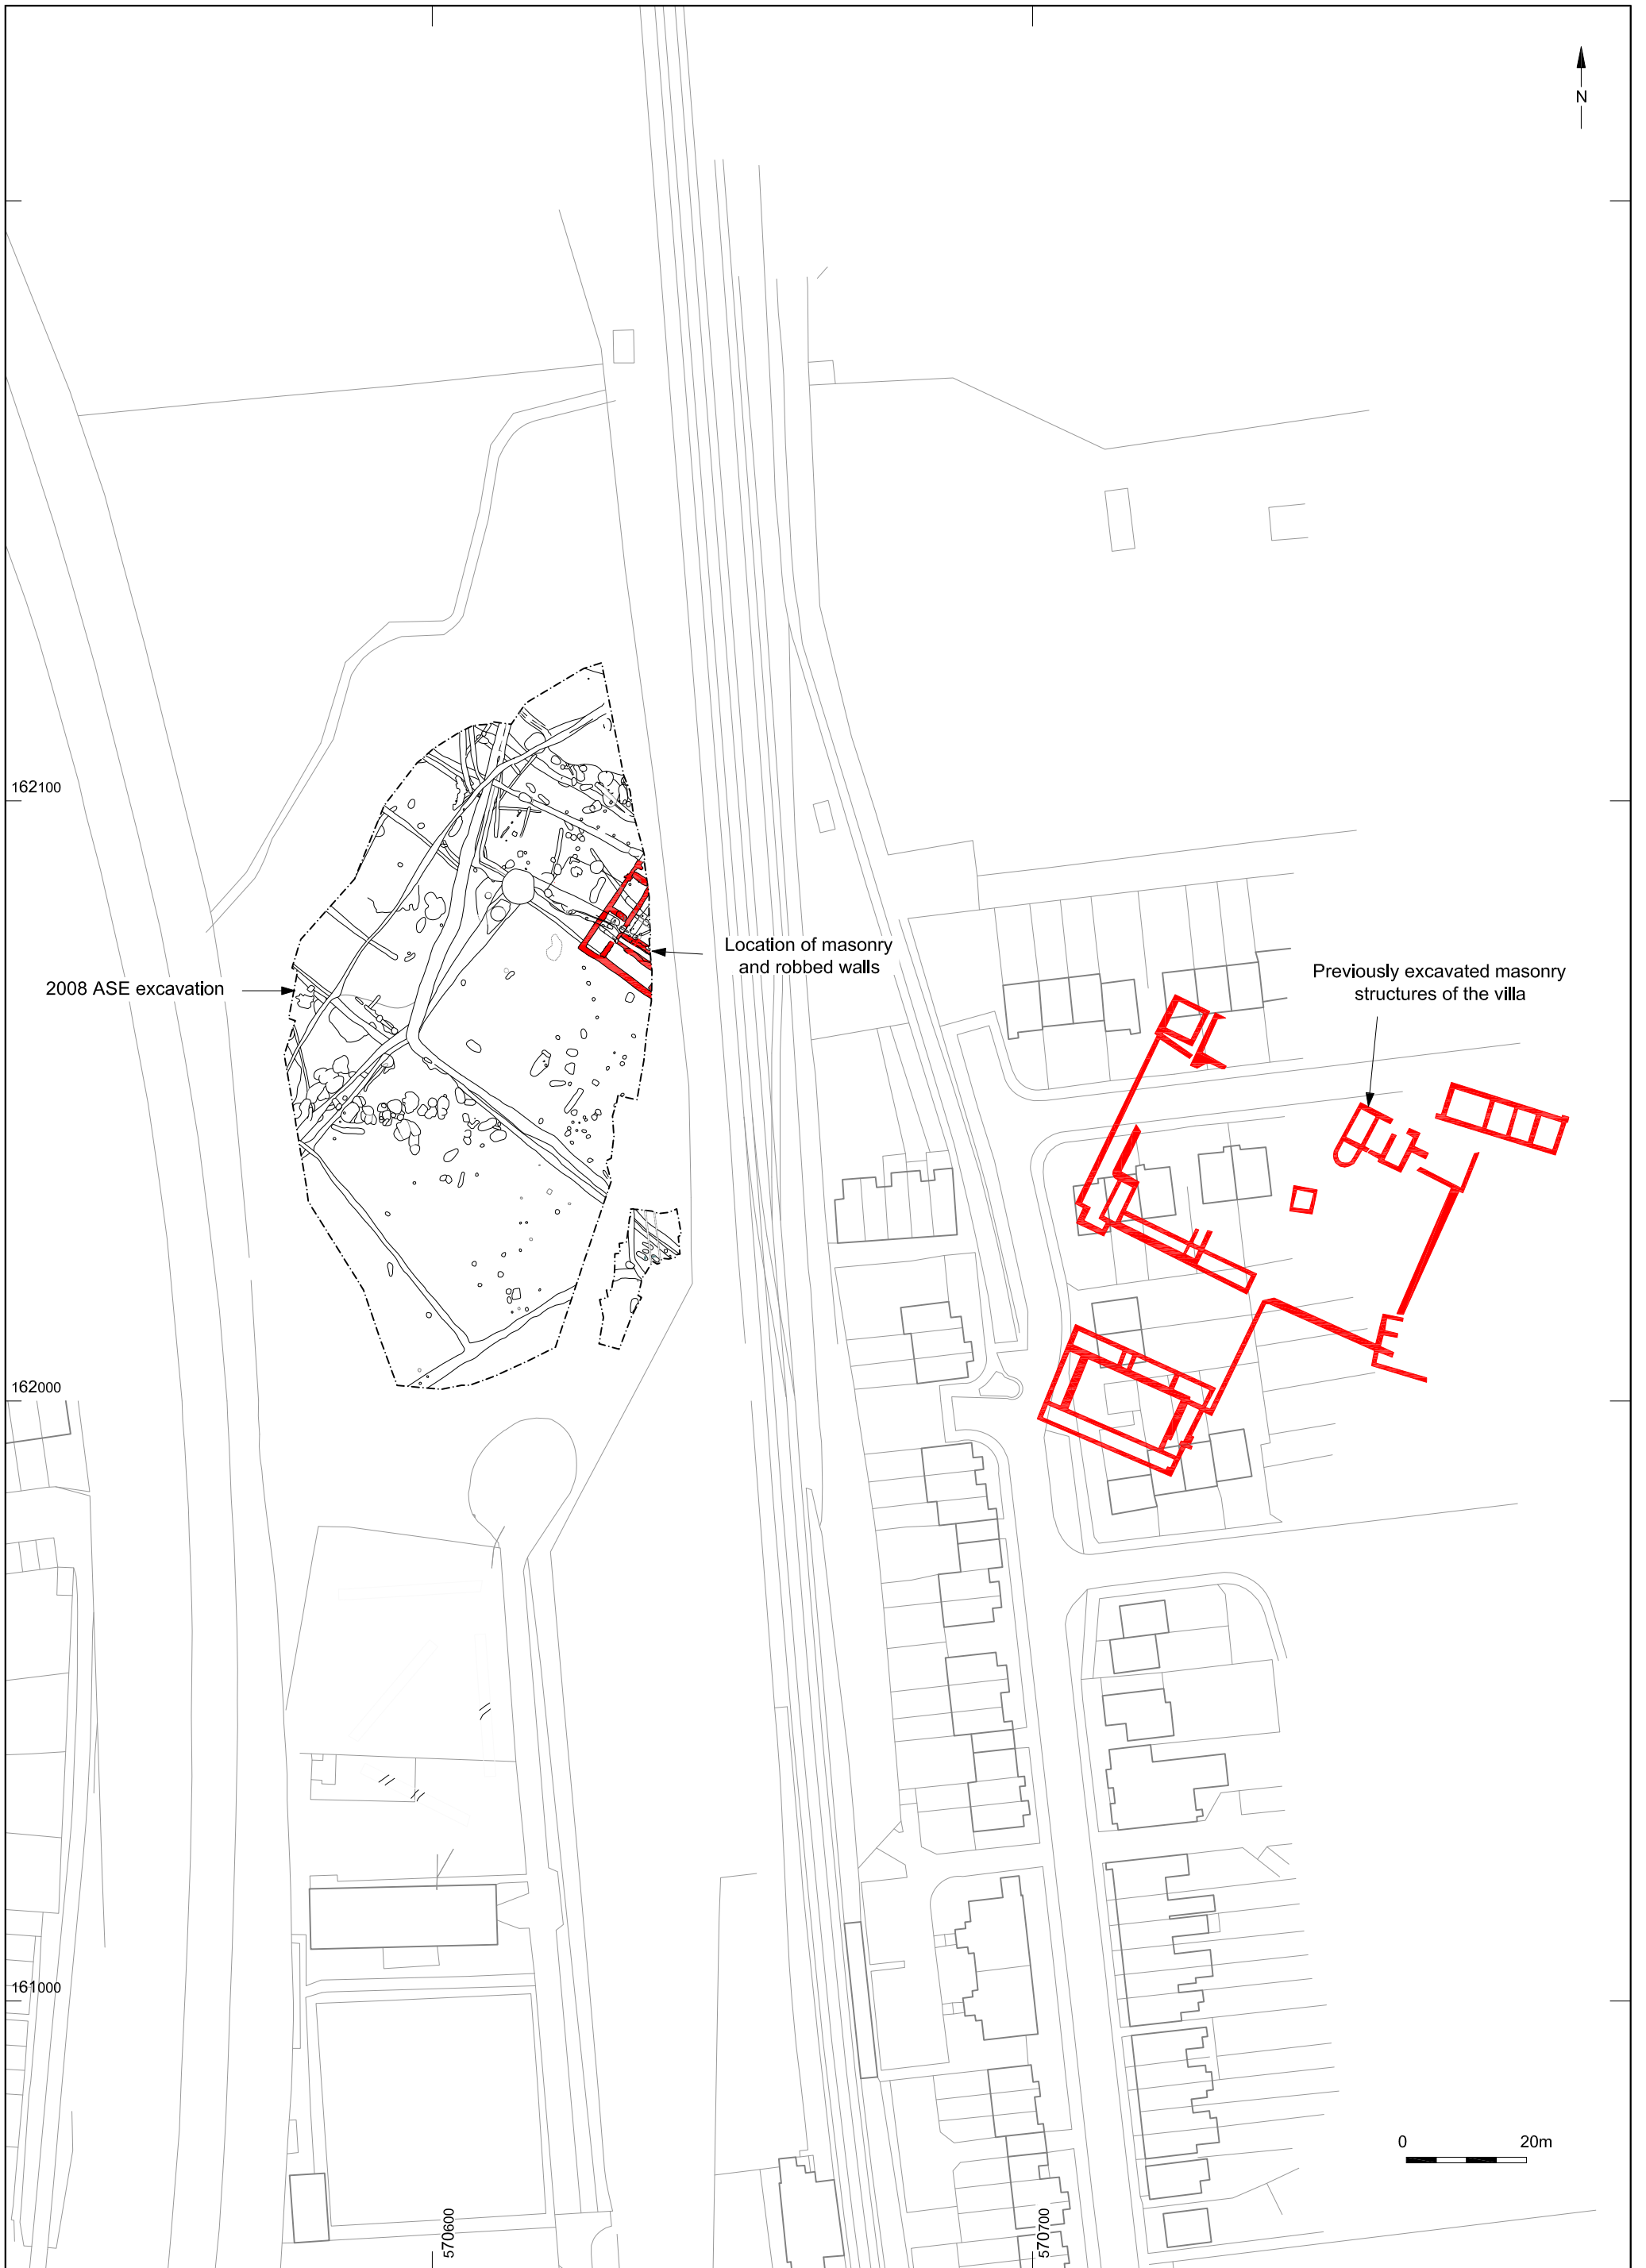 N
162100
Location of masonry
and robbed walls
Previously excavated masonry
structures of the villa
2008 ASE excavation
162000
161000
0 20m
570600
570700